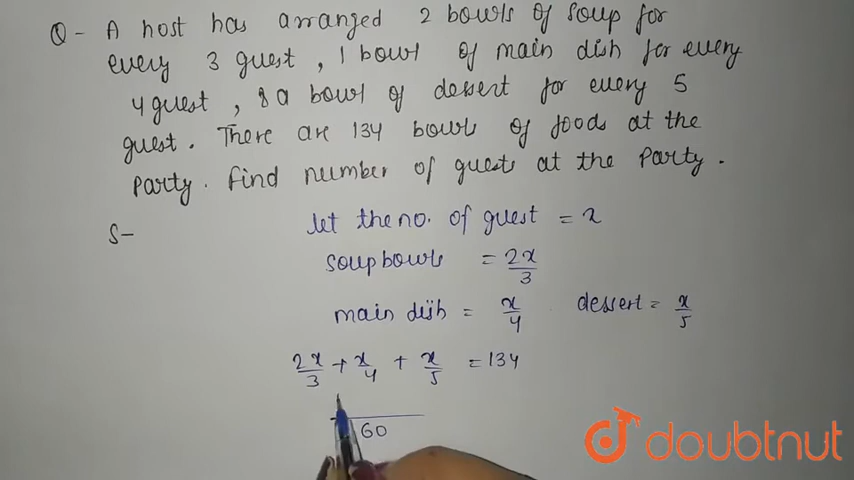 Q- A host has arranged 2 bowls of soup for
every 3 guest, 1 bowl of main dish for every
4 guest, & a bowl of dessert for every 5
guest. There are 134 bowls of foods at the
party. find number of guests at the party.
S- let the no. of guest = x
soup bowls = 2x/3
main dish = x/4 dessert = x/5
2x/3 + x/4 + x/5 = 134
60
doubtnut